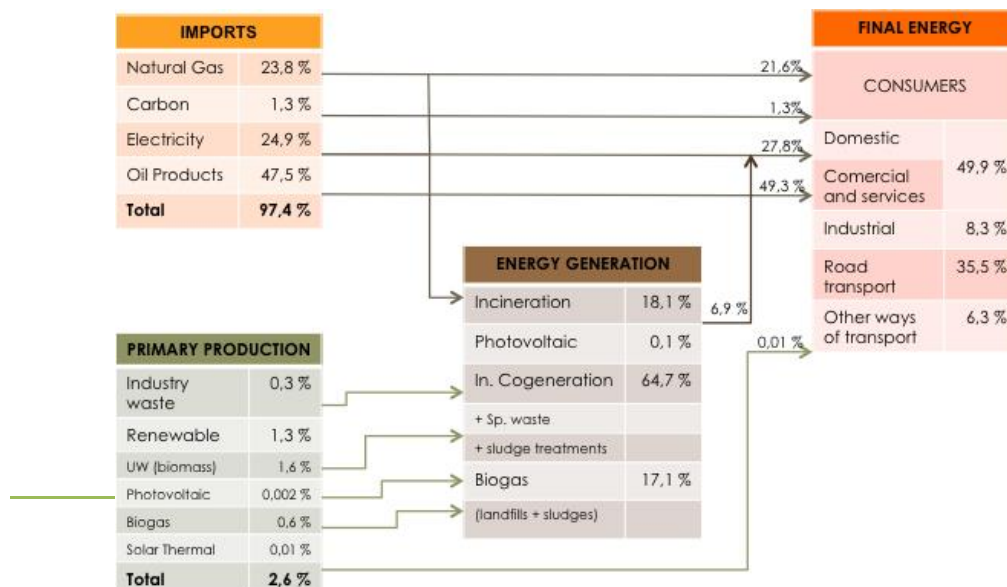 IMPORTS
Natural Gas 23,8 %
Carbon 1,3 %
Electricity 24,9 %
Oil Products 47,5 %
Total 97,4 %
21,6%
1,3%
27,8%
49,3 %
FINAL ENERGY
CONSUMERS
Domestic
Comercial
and services
49,9 %
Industrial 8,3 %
Road
transport
35,5 %
Other ways
of transport
6,3 %
ENERGY GENERATION
Incineration 18,1 %
Photovoltaic 0,1 %
In. Cogeneration 64,7 %
+ Sp. waste
+ sludge treatments
Biogas 17,1 %
(landfills + sludges)
6,9 %
0,01 %
PRIMARY PRODUCTION
Industry
waste
0,3 %
Renewable 1,3 %
UW (biomass) 1,6 %
Photovoltaic 0,002 %
Biogas 0,6 %
Solar Thermal 0,01 %
Total 2,6 %